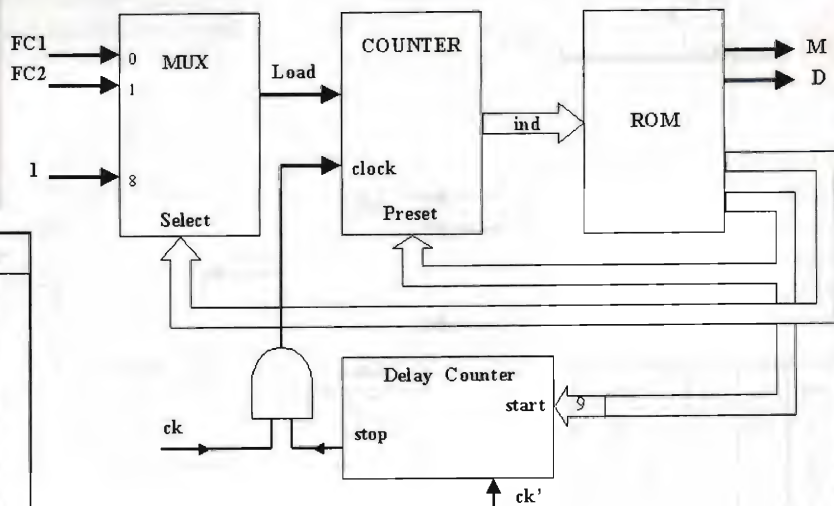 FC1
FC2
1
0
1
8
MUX
Select
Load
COUNTER
clock
Preset
ind
ROM
M
D
Delay Counter
start
9
stop
ck
ck'